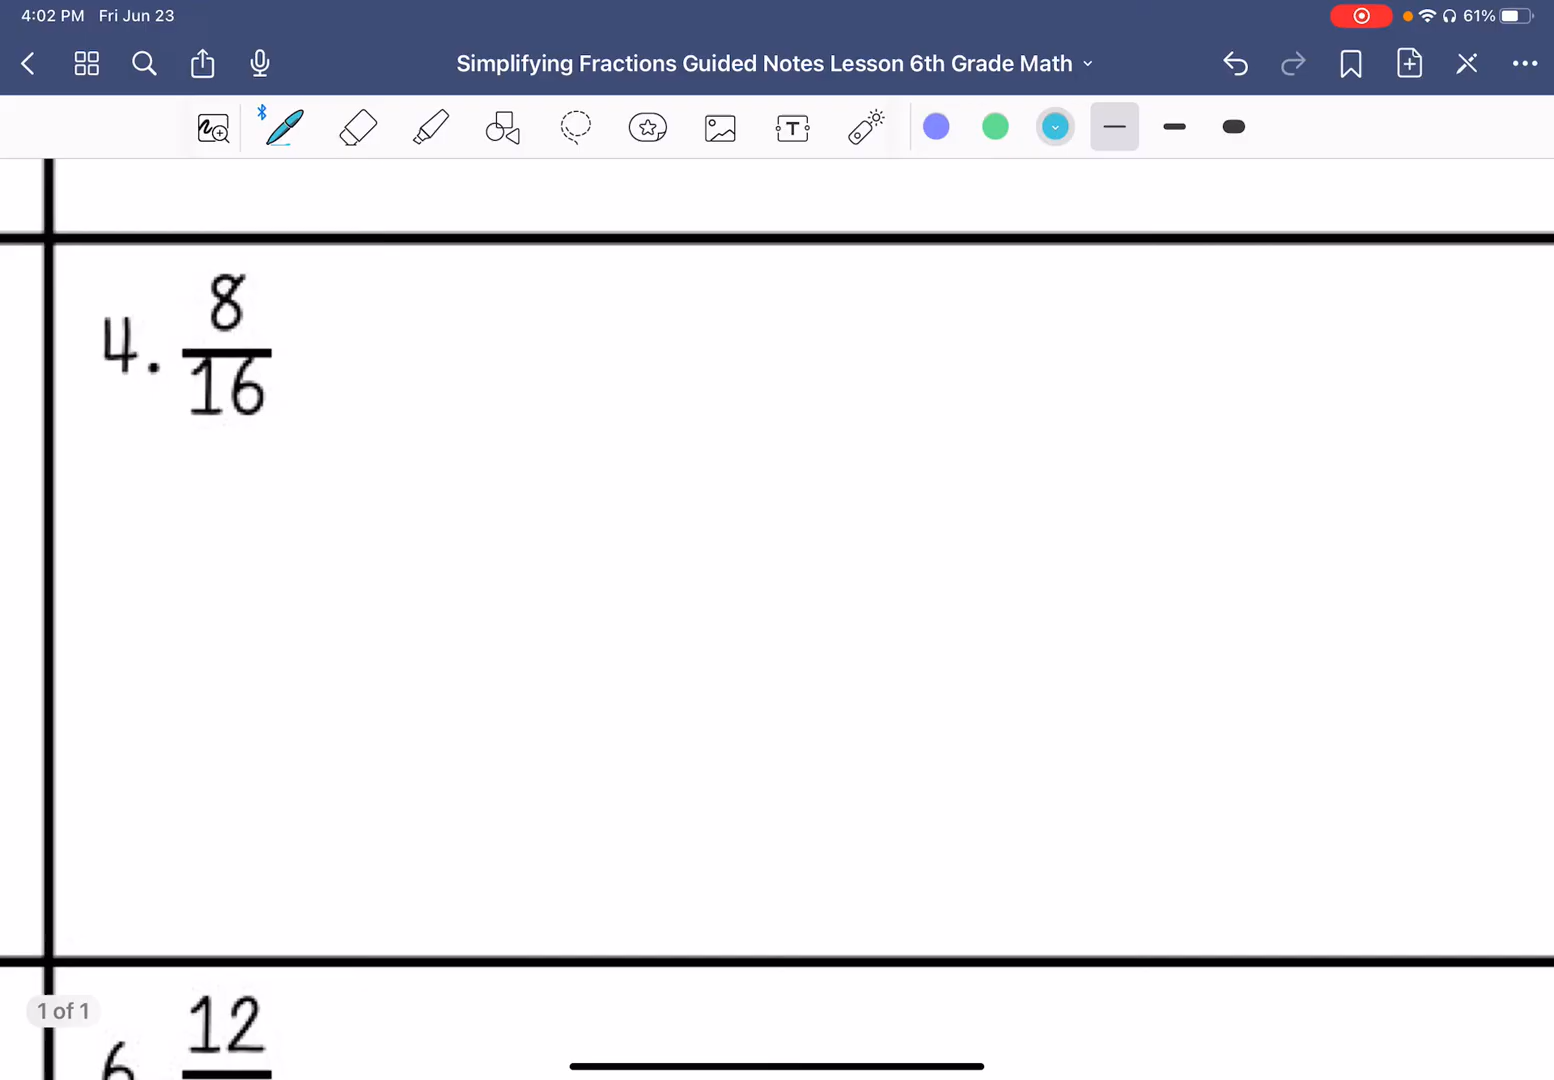 4:02 PM Fri Jun 23 61%
Simplifying Fractions Guided Notes Lesson 6th Grade Math
T
8
4.
16
1 of 1
12
6